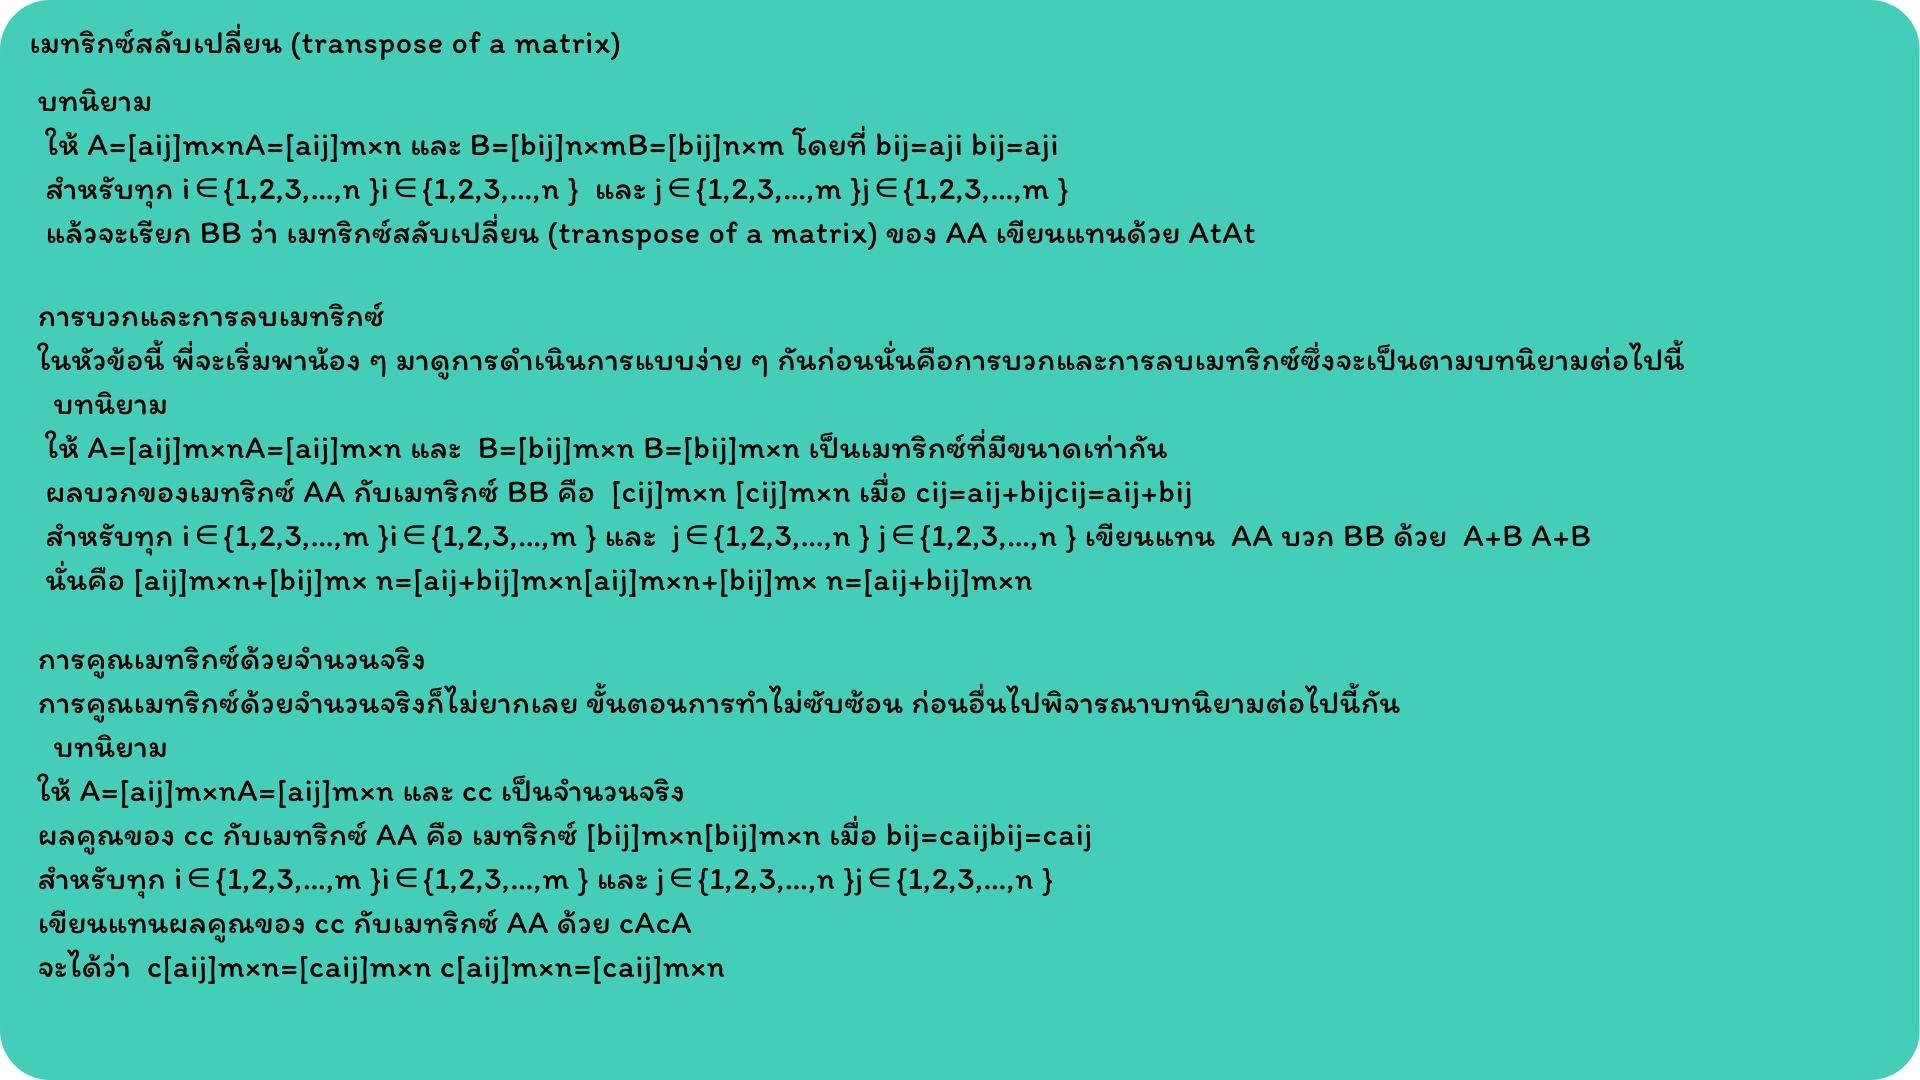 เมทริกซ์สลับเปลี่ยน (transpose of a matrix)
บทนิยาม
ให้ A=[aij]m×nA=[aij]m×n และ B=[bij]n×mB=[bij]n×m โดยที่ bij=aji bij=aji
สำหรับทุก i∈{1,2,3,...,n }i∈{1,2,3,...,n } และ j∈{1,2,3,...,m }j∈{1,2,3,...,m }
แล้วจะเรียก BB ว่า เมทริกซ์สลับเปลี่ยน (transpose of a matrix) ของ AA เขียนแทนด้วย AtAt
การบวกและการลบเมทริกซ์
ในหัวข้อนี้ พี่จะเริ่มพาน้อง ๆ มาดูการดำเนินการแบบง่าย ๆ กันก่อนนั่นคือการบวกและการลบเมทริกซ์ซึ่งจะเป็นตามบทนิยามต่อไปนี้
บทนิยาม
ให้ A=[aij]m×nA=[aij]m×n และ B=[bij]m×n B=[bij]m×n เป็นเมทริกซ์ที่มีขนาดเท่ากัน
ผลบวกของเมทริกซ์ AA กับเมทริกซ์ BB คือ [cij]m×n [cij]m×n เมื่อ cij=aij+bijcij=aij+bij
สำหรับทุก i∈{1,2,3,...,m }i∈{1,2,3,...,m } และ j∈{1,2,3,...,n } j∈{1,2,3,...,n } เขียนแทน AA บวก BB ด้วย A+B A+B
นั่นคือ [aij]m×n+[bij]m× n=[aij+bij]m×n[aij]m×n+[bij]m× n=[aij+bij]m×n
การคูณเมทริกซ์ด้วยจำนวนจริง
การคูณเมทริกซ์ด้วยจำนวนจริงก็ไม่ยากเลย ขั้นตอนการทำไม่ซับซ้อน ก่อนอื่นไปพิจารณาบทนิยามต่อไปนี้กัน
บทนิยาม
ให้ A=[aij]m×nA=[aij]m×n และ cc เป็นจำนวนจริง
ผลคูณของ cc กับเมทริกซ์ AA คือ เมทริกซ์ [bij]m×n[bij]m×n เมื่อ bij=caijbij=caij
สำหรับทุก i∈{1,2,3,...,m }i∈{1,2,3,...,m } และ j∈{1,2,3,...,n }j∈{1,2,3,...,n }
เขียนแทนผลคูณของ cc กับเมทริกซ์ AA ด้วย cAcA
จะได้ว่า c[aij]m×n=[caij]m×n c[aij]m×n=[caij]m×n